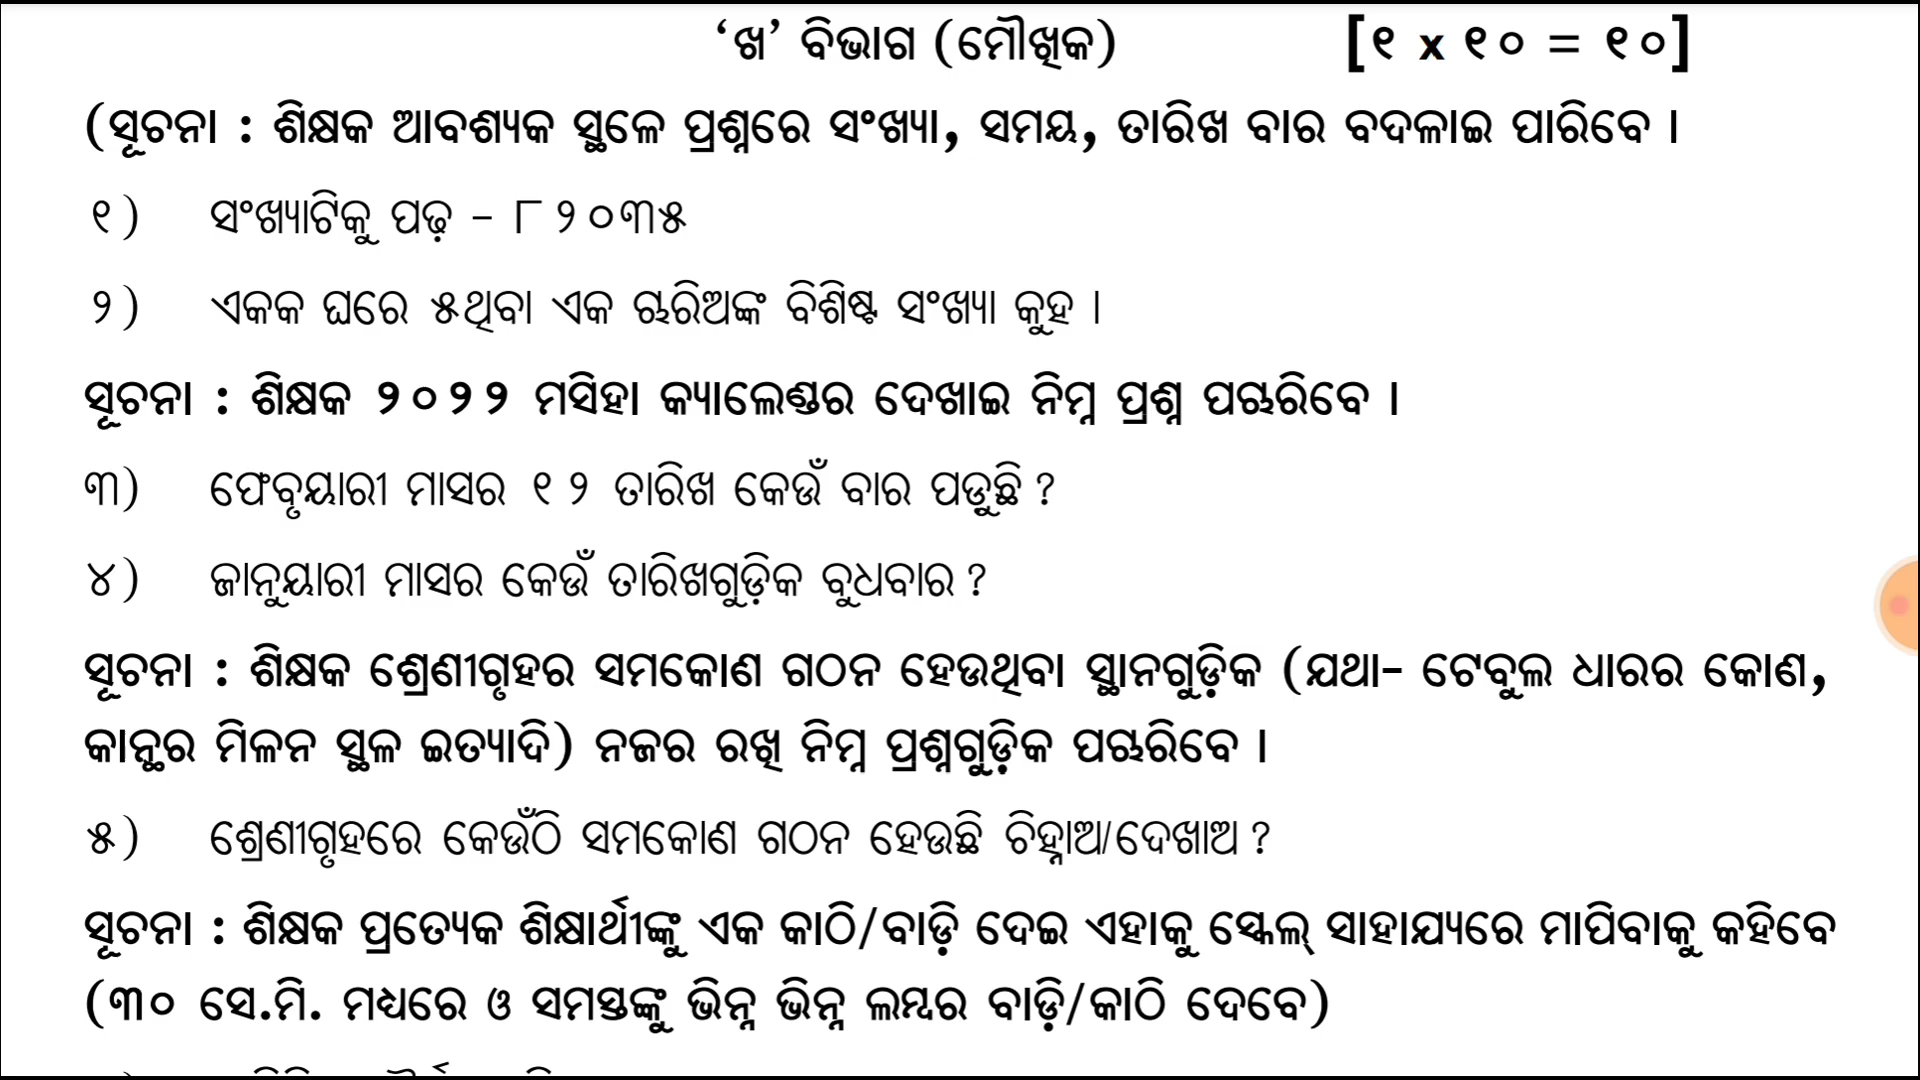 ‘ଖ’ ବିଭାଗ (ମୌଖିକ) [୧ x ୧୦ = ୧୦]
(ସୂଚନା : ଶିକ୍ଷକ ଆବଶ୍ୟକ ସ୍ଥଳେ ପ୍ରଶ୍ନରେ ସଂଖ୍ୟା, ସମୟ, ତାରିଖ ବାର ବଦଳାଇ ପାରିବେ ।
୧) ସଂଖ୍ୟାଟିକୁ ପଢ଼ – ୮୨୦୩୫
୨) ଏକକ ଘରେ ୫ଥିବା ଏକ ଚ଼ାରିଅଙ୍କ ବିଶିଷ୍ଟ ସଂଖ୍ୟା କୁହ ।
ସୂଚନା : ଶିକ୍ଷକ ୨୦୨୨ ମସିହା କ୍ୟାଲେଣ୍ଡର ଦେଖାଇ ନିମ୍ନ ପ୍ରଶ୍ନ ପଚାରିବେ ।
୩) ଫେବୃୟାରୀ ମାସର ୧୨ ତାରିଖ କେଉଁ ବାର ପଡୁଛି ?
୪) ଜାନୁୟାରୀ ମାସର କେଉଁ ତାରିଖଗୁଡ଼ିକ ବୁଧବାର ?
ସୂଚନା : ଶିକ୍ଷକ ଶ୍ରେଣୀଗୃହର ସମକୋଣ ଗଠନ ହେଉଥିବା ସ୍ଥାନଗୁଡ଼ିକ (ଯଥା– ଟେବୁଲ ଧାରର କୋଣ,
କାନ୍ଥର ମିଳନ ସ୍ଥଳ ଇତ୍ୟାଦି) ନଜର ରଖି ନିମ୍ନ ପ୍ରଶ୍ନଗୁଡ଼ିକ ପଚାରିବେ ।
୫) ଶ୍ରେଣୀଗୃହରେ କେଉଁଠି ସମକୋଣ ଗଠନ ହେଉଛି ଚିହ୍ନାଅ/ଦେଖାଅ ?
ସୂଚନା : ଶିକ୍ଷକ ପ୍ରତ୍ୟେକ ଶିକ୍ଷାର୍ଥୀଙ୍କୁ ଏକ କାଠି/ବାଡ଼ି ଦେଇ ଏହାକୁ ସ୍କେଲ୍ ସାହାଯ୍ୟରେ ମାପିବାକୁ କହିବେ
(୩୦ ସେ.ମି. ମଧ୍ୟରେ ଓ ସମସ୍ତଙ୍କୁ ଭିନ୍ନ ଭିନ୍ନ ଲମ୍ବର ବାଡ଼ି/କାଠି ଦେବେ)